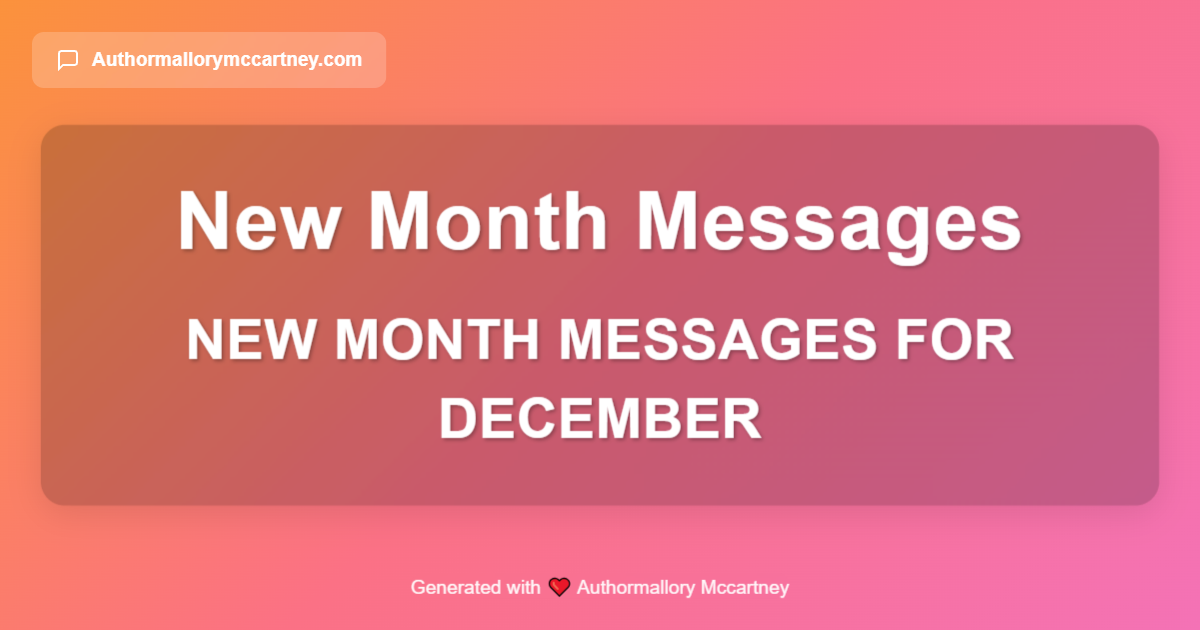 Authormallorymccartney.com
New Month Messages
NEW MONTH MESSAGES FOR
DECEMBER
Generated with ❤️ Authormallory Mccartney